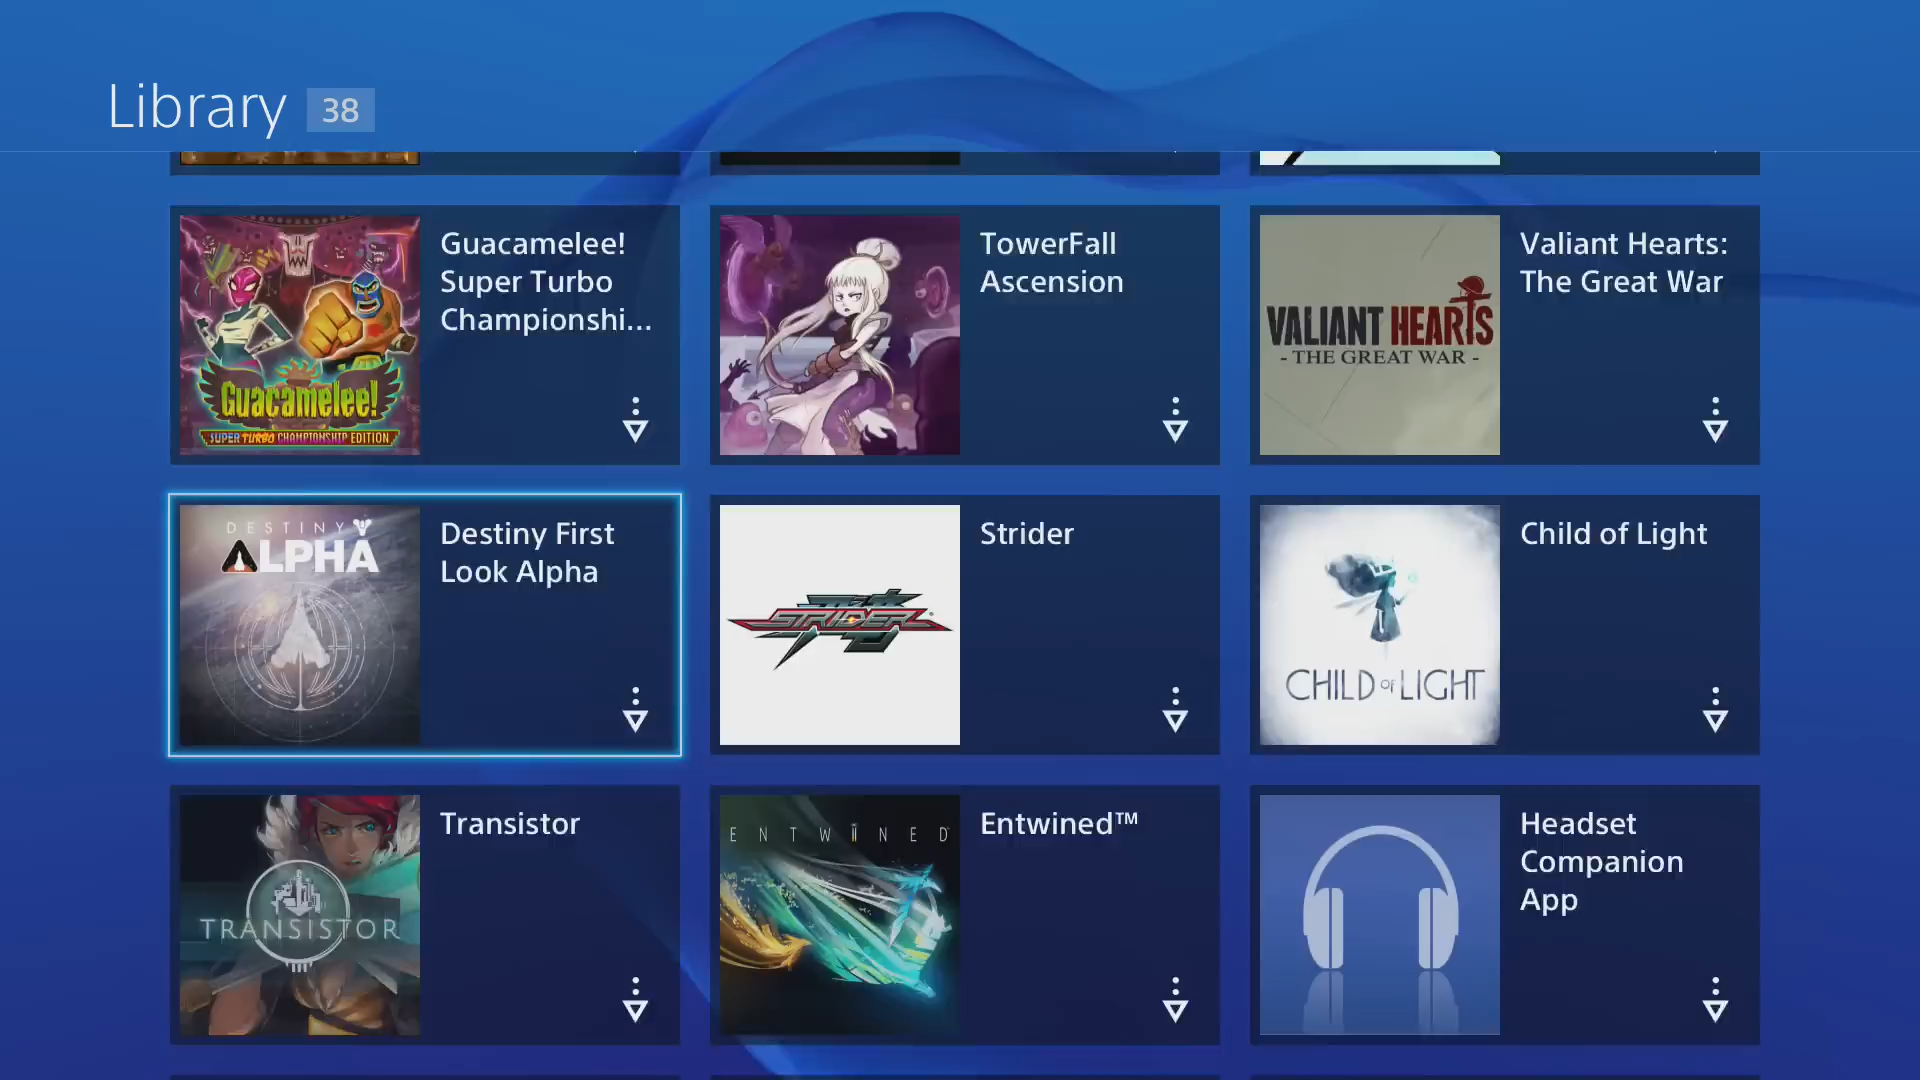 Library 38
Guacamelee!
Super Turbo
Championshi...
Guacamelee!
SUPER TURBO CHAMPIONSHIP EDITION
TowerFall
Ascension
Valiant Hearts:
The Great War
VALIANT HEARTS
- THE GREAT WAR -
DESTINY
ALPHA
Destiny First
Look Alpha
STRIDER
Strider
CHILD OF LIGHT
Child of Light
TRANSISTOR
Transistor
ENTWINED
Entwined™
Headset
Companion
App